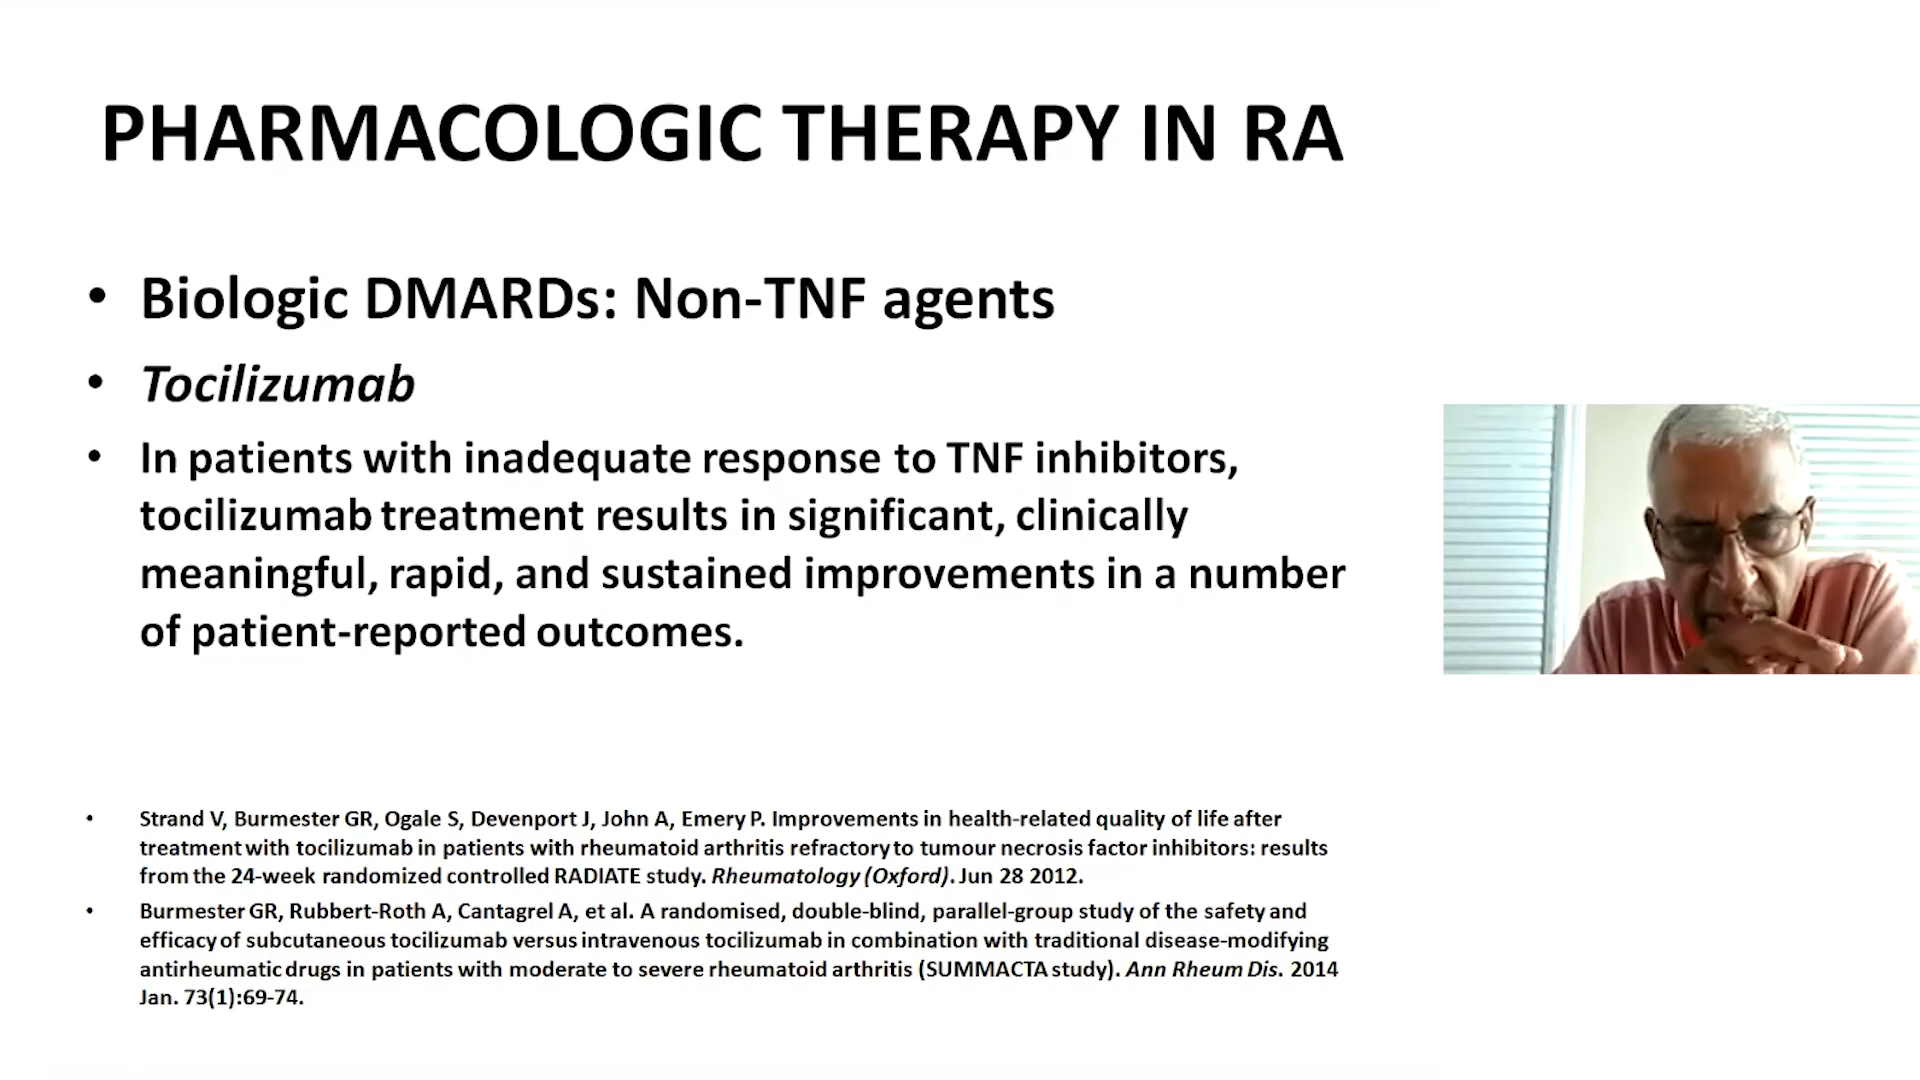 PHARMACOLOGIC THERAPY IN RA
• Biologic DMARDs: Non-TNF agents
• Tocilizumab
• In patients with inadequate response to TNF inhibitors,
tocilizumab treatment results in significant, clinically
meaningful, rapid, and sustained improvements in a number
of patient-reported outcomes.
• Strand V, Burmester GR, Ogale S, Devenport J, John A, Emery P. Improvements in health-related quality of life after
treatment with tocilizumab in patients with rheumatoid arthritis refractory to tumour necrosis factor inhibitors: results
from the 24-week randomized controlled RADIATE study. Rheumatology (Oxford). Jun 28 2012.
• Burmester GR, Rubbert-Roth A, Cantagrel A, et al. A randomised, double-blind, parallel-group study of the safety and
efficacy of subcutaneous tocilizumab versus intravenous tocilizumab in combination with traditional disease-modifying
antirheumatic drugs in patients with moderate to severe rheumatoid arthritis (SUMMACTA study). Ann Rheum Dis. 2014
Jan. 73(1):69-74.